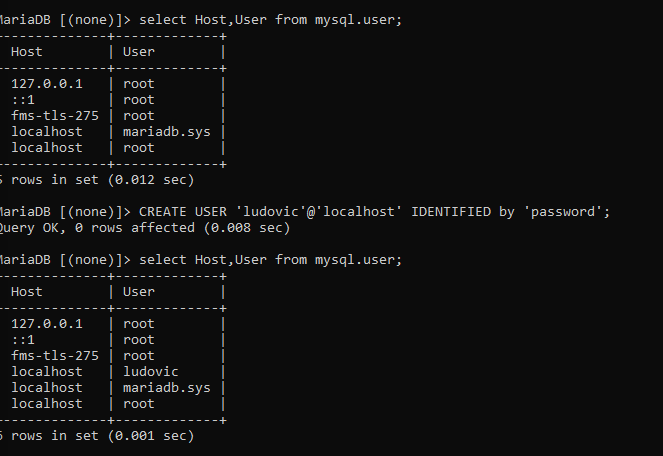 MariaDB [(none)]> select Host,User from mysql.user;
--------------+-------------+
 Host         | User        |
--------------+-------------+
 127.0.0.1    | root        |
 ::1          | root        |
 fms-tls-275  | root        |
 localhost    | mariadb.sys |
 localhost    | root        |
--------------+-------------+
5 rows in set (0.012 sec)
MariaDB [(none)]> CREATE USER 'ludovic'@'localhost' IDENTIFIED by 'password';
Query OK, 0 rows affected (0.008 sec)
MariaDB [(none)]> select Host,User from mysql.user;
--------------+-------------+
 Host         | User        |
--------------+-------------+
 127.0.0.1    | root        |
 ::1          | root        |
 fms-tls-275  | root        |
 localhost    | ludovic     |
 localhost    | mariadb.sys |
 localhost    | root        |
--------------+-------------+
6 rows in set (0.001 sec)